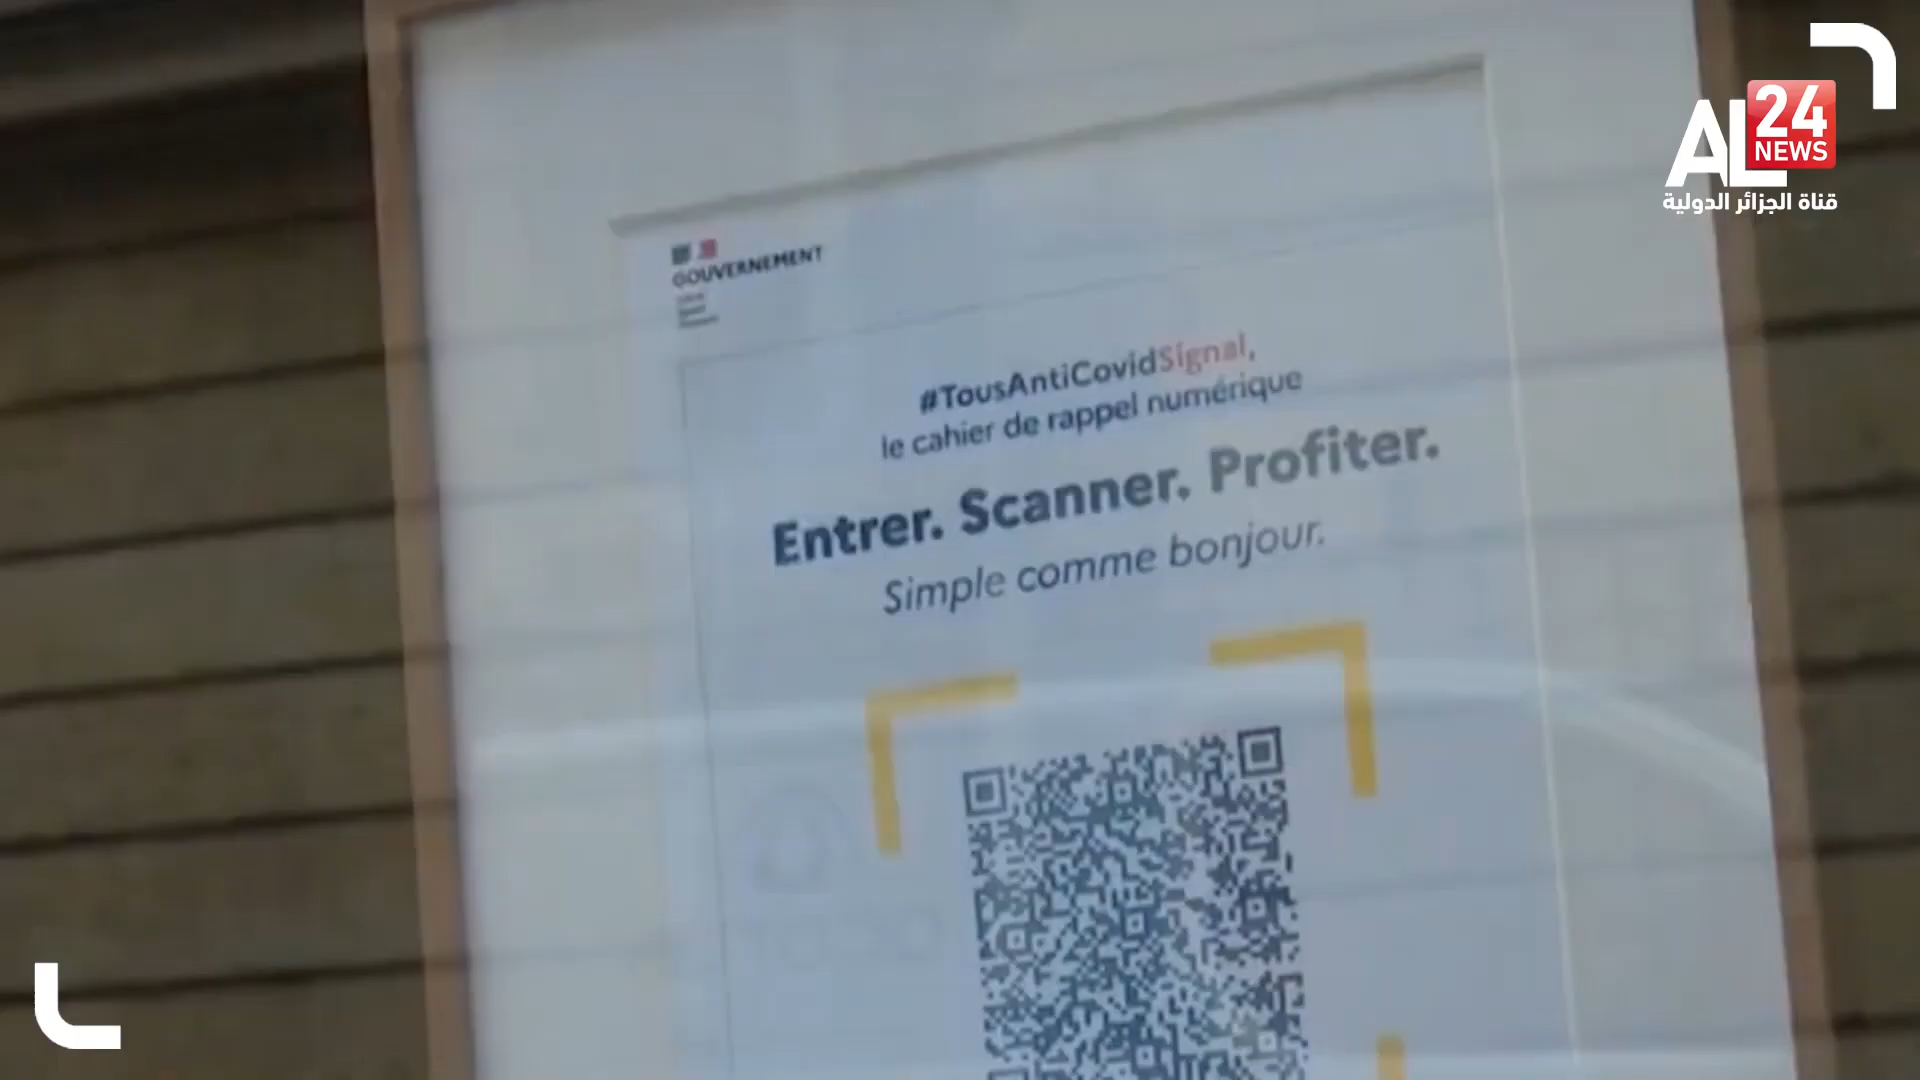 AL 24 NEWS
قناة الجزائر الدولية
GOUVERNEMENT
#TousAntiCovidSignal,
le cahier de rappel numérique
Entrer. Scanner. Profiter.
Simple comme bonjour.